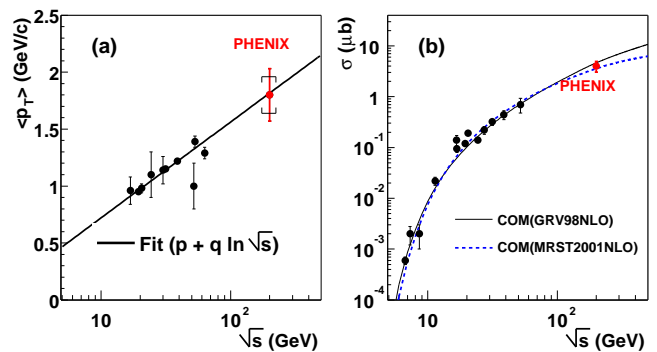 <p_T> (GeV/c)
2.5
2
1.5
1
0.5
0
(a)
PHENIX
Fit (p + q ln √s)
10
10²
√s (GeV)
σ (μb)
10
1
10⁻¹
10⁻²
10⁻³
10⁻⁴
(b)
PHENIX
COM(GRV98NLO)
COM(MRST2001NLO)
10
10²
√s (GeV)